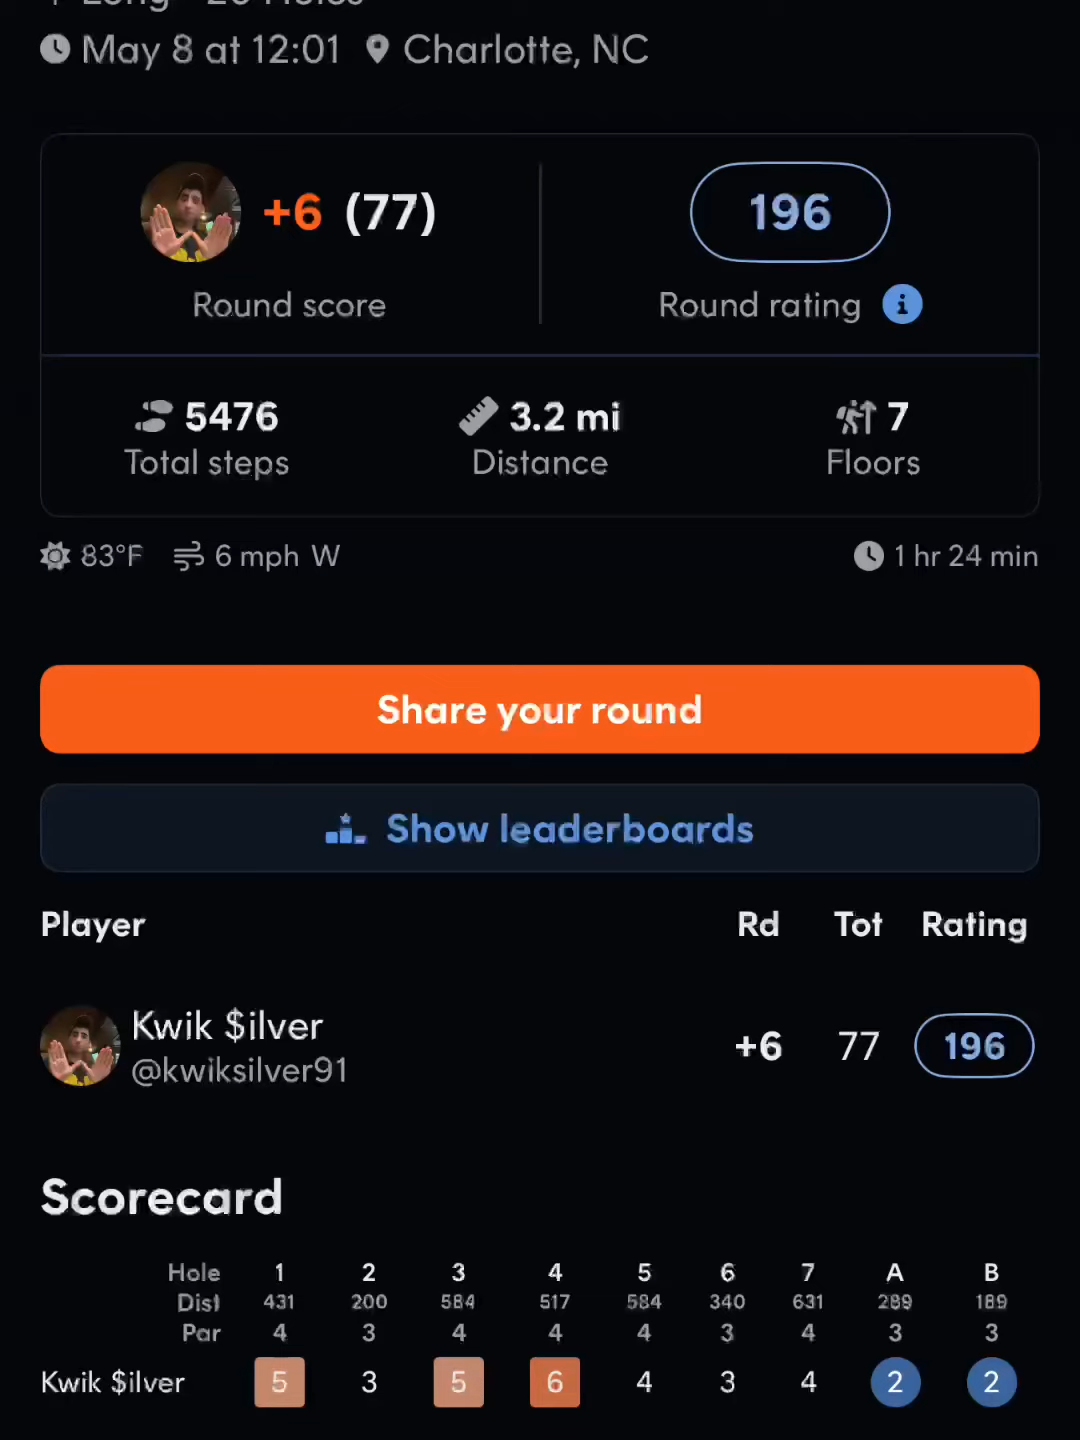 May 8 at 12:01 Charlotte, NC
+6 (77) 196
Round score Round rating
5476 3.2 mi 7
Total steps Distance Floors
83°F 6 mph W 1 hr 24 min
Share your round
Show leaderboards
Player Rd Tot Rating
Kwik $ilver
@kwiksilver91
+6 77 196
Scorecard
Hole 1 2 3 4 5 6 7 A B
Dist 431 200 584 517 584 340 631 289 189
Par 4 3 4 4 4 3 4 3 3
Kwik $ilver 5 3 5 6 4 3 4 2 2